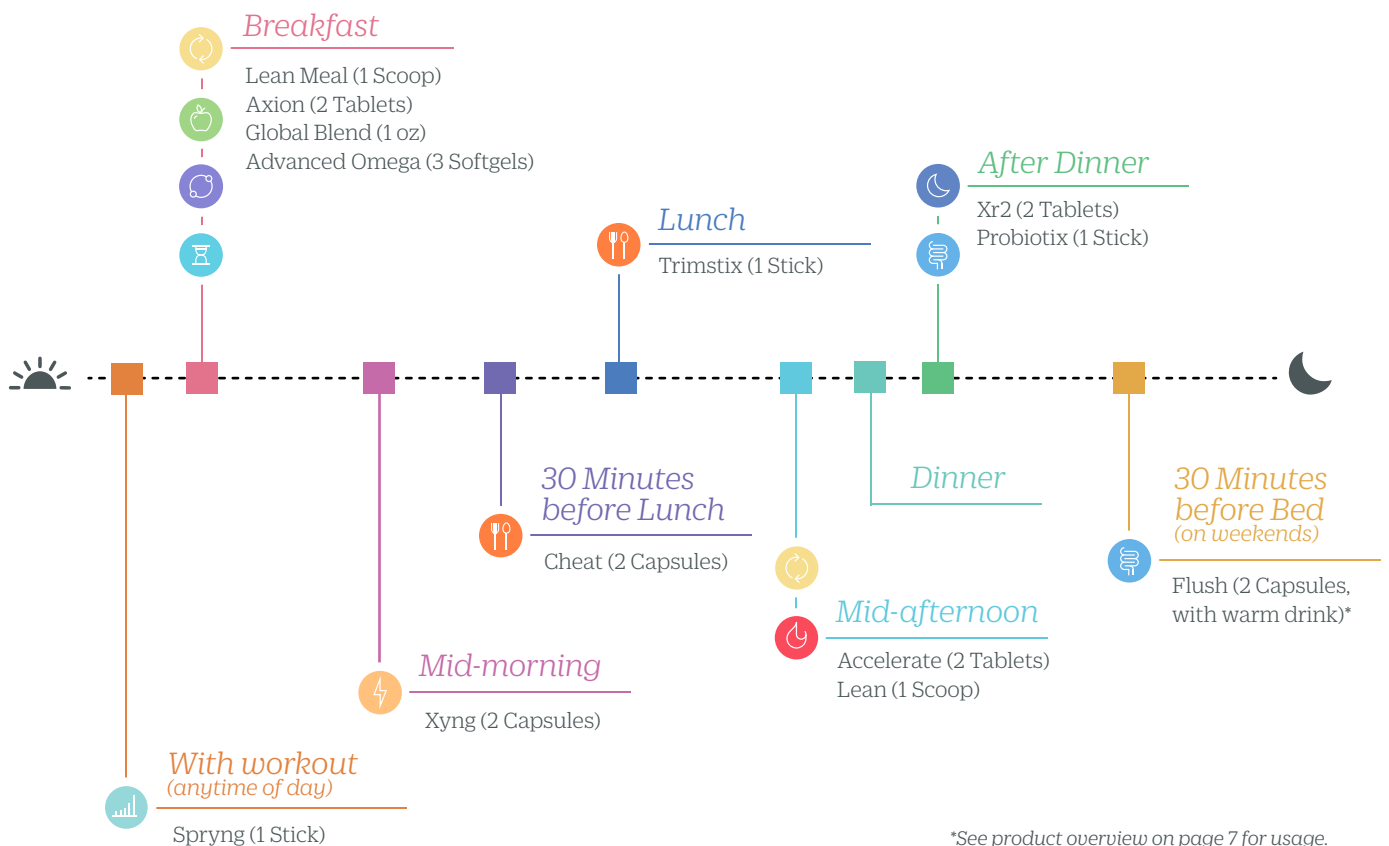 Breakfast
Lean Meal (1 Scoop)
Axion (2 Tablets)
Global Blend (1 oz)
Advanced Omega (3 Softgels)
After Dinner
Xr2 (2 Tablets)
Probiotix (1 Stick)
Lunch
Trimstix (1 Stick)
30 Minutes
before Lunch
Cheat (2 Capsules)
Dinner
30 Minutes
before Bed
(on weekends)
Flush (2 Capsules,
with warm drink)*
Mid-afternoon
Accelerate (2 Tablets)
Lean (1 Scoop)
Mid-morning
Xyng (2 Capsules)
With workout
(anytime of day)
Spryng (1 Stick)
*See product overview on page 7 for usage.